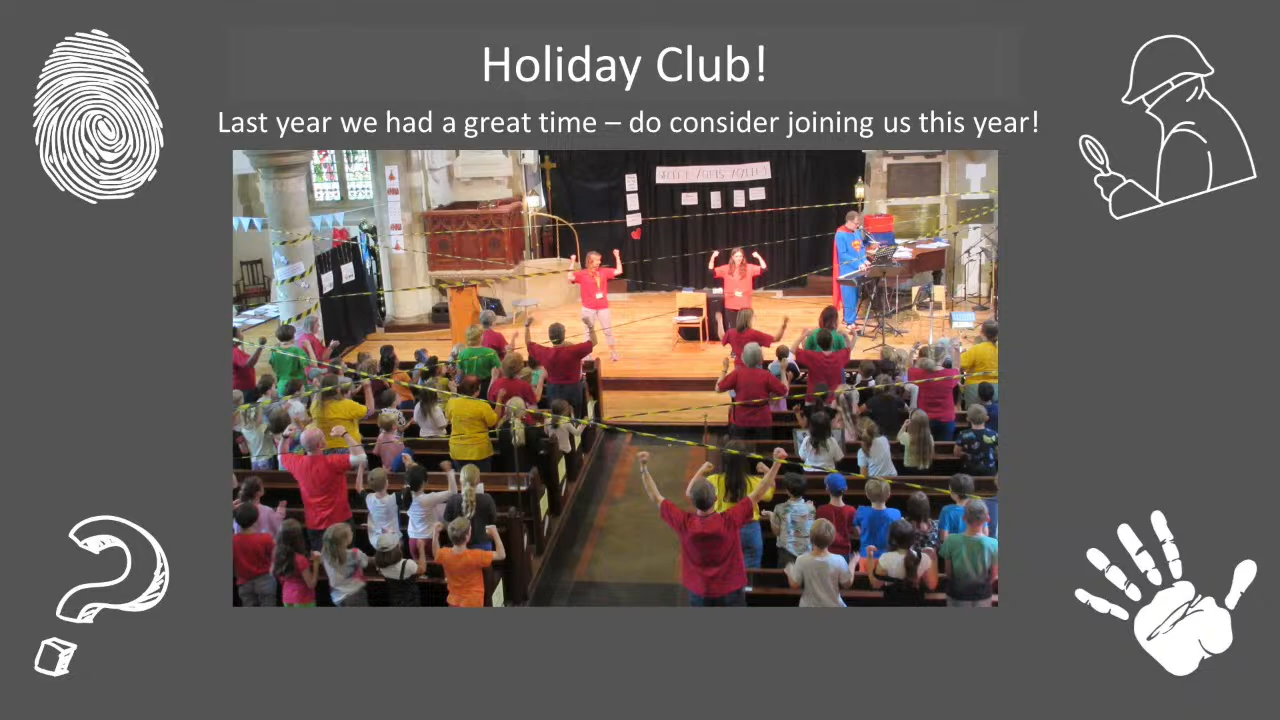 Holiday Club!
Last year we had a great time – do consider joining us this year!